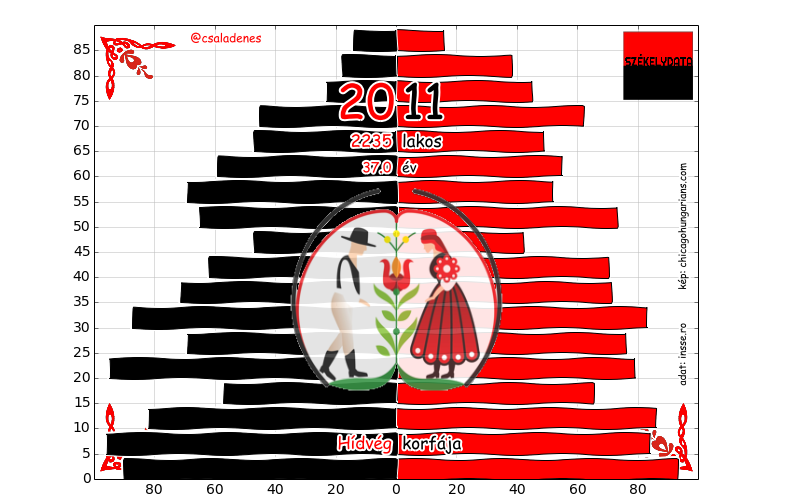 @csaladenes
SZÉKELYDATA
2011
2235 lakos
37.0 év
kép: chicagohungarians.com
adat: insse.ro
Hídvég korfája
85
80
75
70
65
60
55
50
45
40
35
30
25
20
15
10
5
0
80 60 40 20 0 20 40 60 80